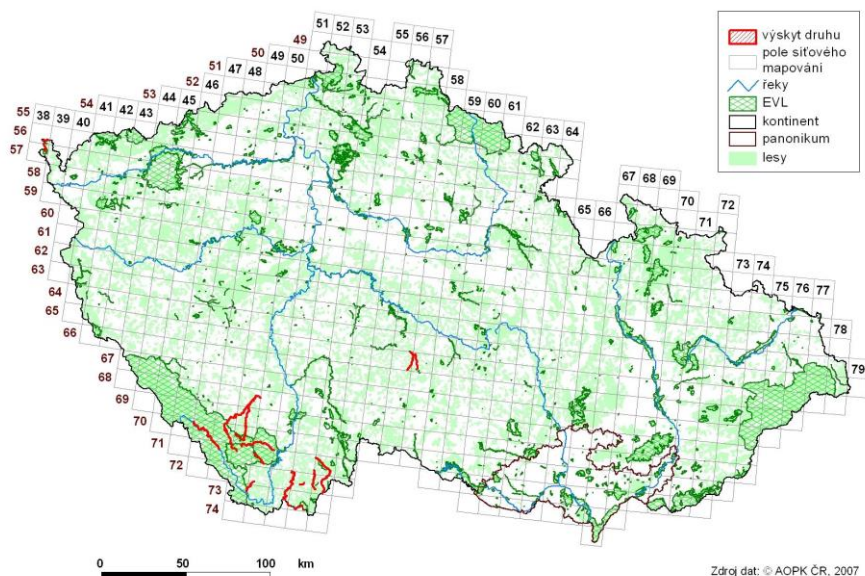 51 52 53
49
54
55 56 57
50 49 50
58
51 47 48
52 46
59 60 61
53 44 45
54 41 42 43
62 63 64
55 38 39 40
56
57
58
59
60
61
62
63
64
65
66
67
68
69
70
71
72
73
74
65 66
67 68 69
70
71
72
73 74
75 76 77
78
79
výskyt druhu
pole síťového
mapování
řeky
EVL
kontinent
panonikum
lesy
0 50 100 km
Zdroj dat: © AOPK ČR, 2007